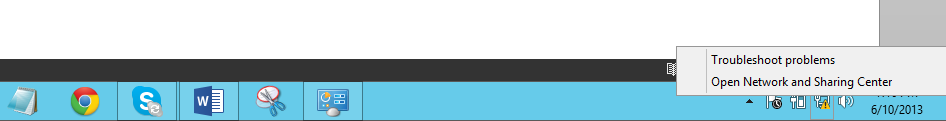 Troubleshoot problems
Open Network and Sharing Center
6/10/2013